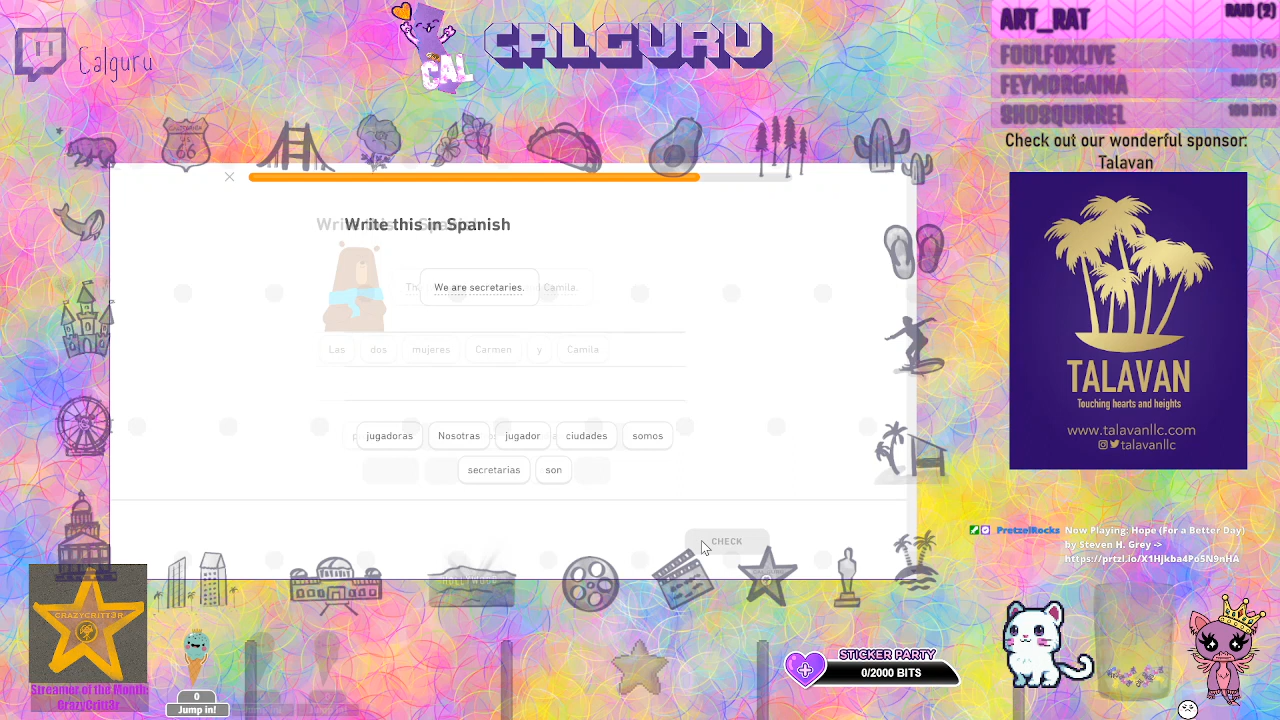 Calguru
CAL
CALGURU
ART_RAT RAID (2)
FOULFOXLIVE RAID (4)
FEYMORGAINA RAID (5)
SHOSQUIRREL 100 BITS
Check out our wonderful sponsor:
Talavan
TALAVAN
Touching hearts and heights
www.talavanllc.com
talavanllc
CALIFORNIA
US
66
Write this in Spanish
We are secretaries.
Camila.
Las dos mujeres Carmen y Camila
jugadoras Nosotras jugador ciudades somos
secretarias son
CHECK
HOLLYWOOD
PretzelRocks Now Playing: Hope (For a Better Day)
by Steven H. Grey ->
https://prtzl.io/X1HJkba4Po5N9nHA
CRAZYCRITT3R
Streamer of the Month:
CrazyCritt3r
0
Jump in!
STICKER PARTY
0/2000 BITS